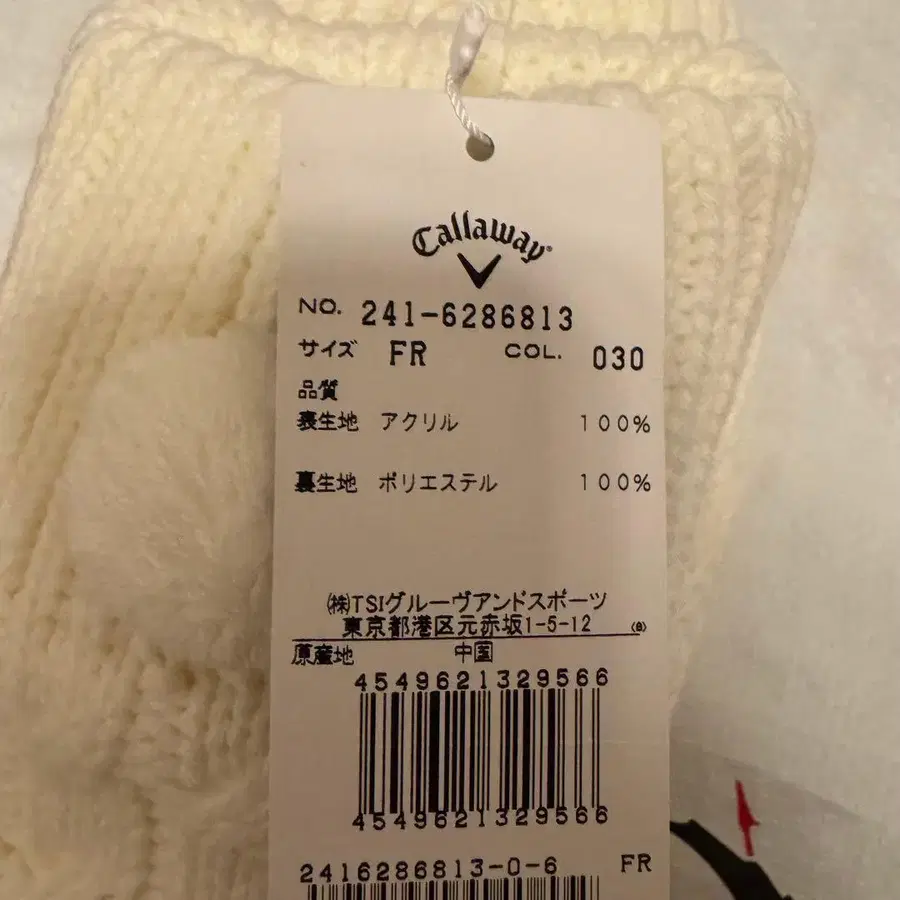 Callaway
NO. 241-6286813
サイズ FR COL. 030
品質
表生地 アクリル 100%
裏生地 ポリエステル 100%
㈱TSIグルーヴアンドスポーツ
東京都港区元赤坂1-5-12 (B)
原産地 中国
4549621329566
4549621329566
2416286813-0-6 FR